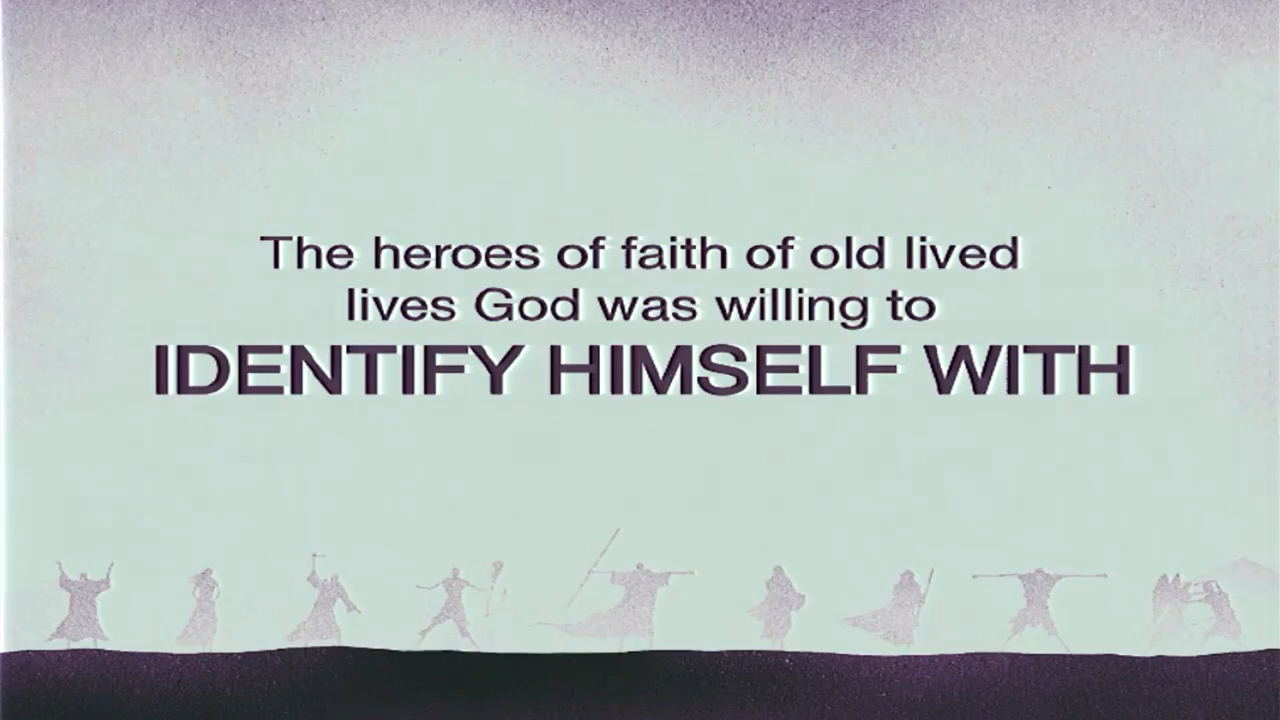 The heroes of faith of old lived
lives God was willing to
IDENTIFY HIMSELF WITH